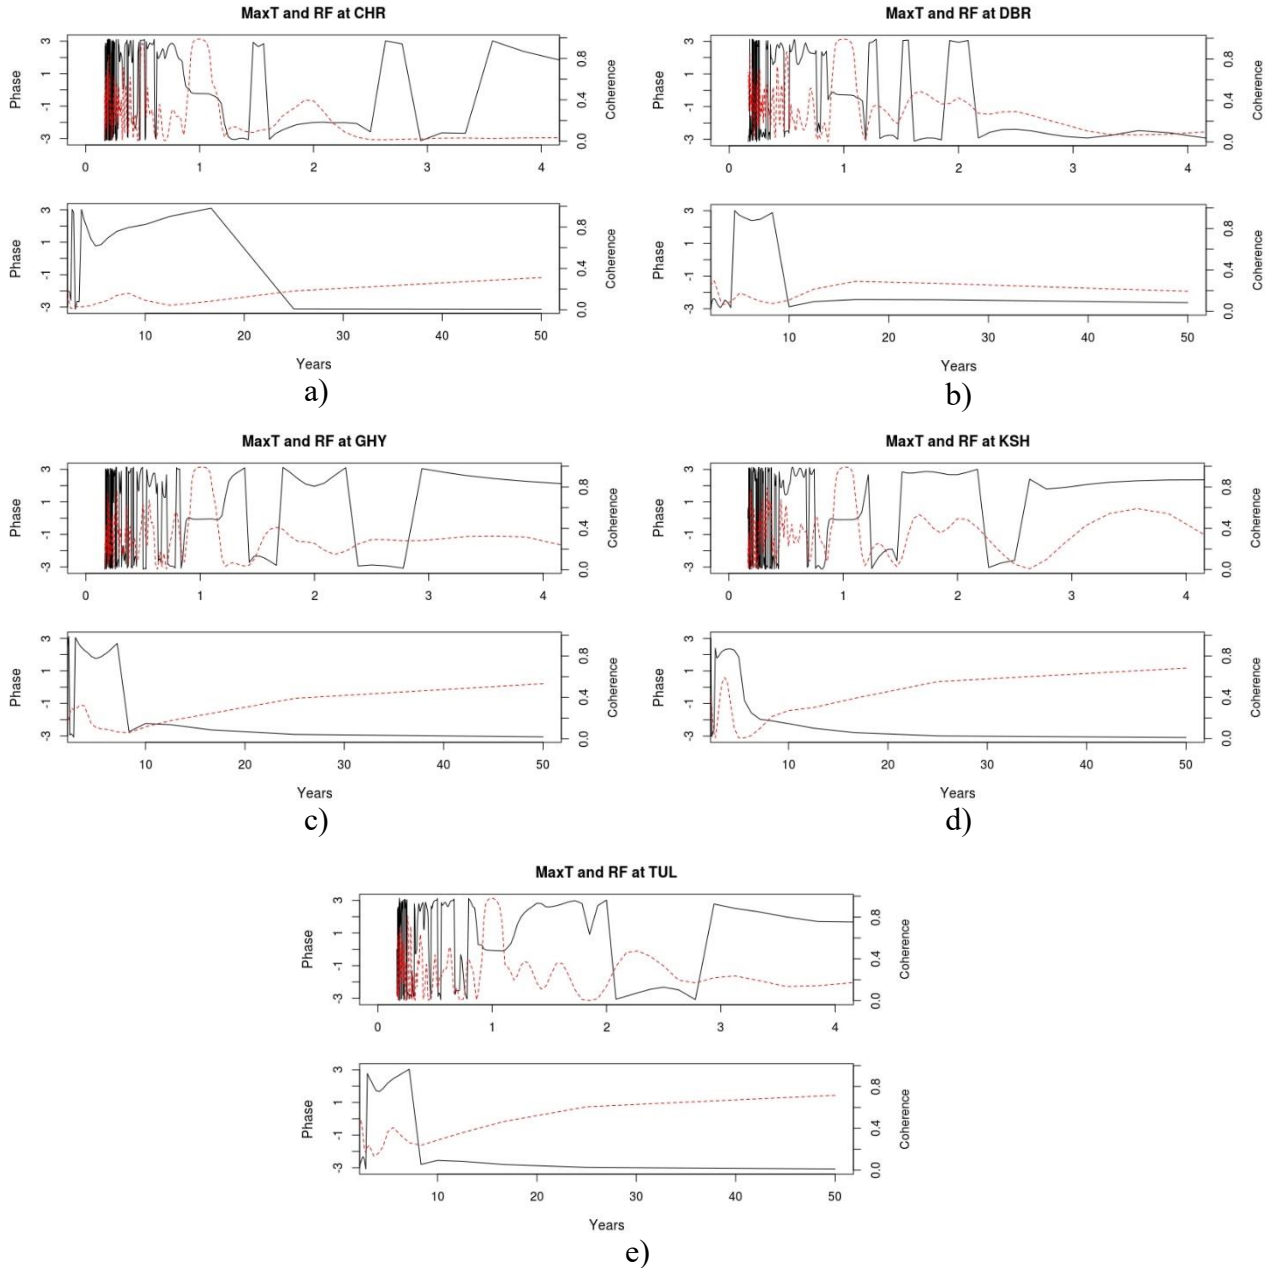 MaxT and RF at CHR
Phase
3
1
-1
-3
0.8
0.4
0.0
Coherence
0 1 2 3 4
Phase
3
1
-1
-3
0.8
0.4
0.0
Coherence
10 20 30 40 50
Years
a)
MaxT and RF at DBR
Phase
3
1
-1
-3
0.8
0.4
0.0
Coherence
0 1 2 3 4
Phase
3
1
-1
-3
0.8
0.4
0.0
Coherence
10 20 30 40 50
Years
b)
MaxT and RF at GHY
Phase
3
1
-1
-3
0.8
0.4
0.0
Coherence
0 1 2 3 4
Phase
3
1
-1
-3
0.8
0.4
0.0
Coherence
10 20 30 40 50
Years
c)
MaxT and RF at KSH
Phase
3
1
-1
-3
0.8
0.4
0.0
Coherence
0 1 2 3 4
Phase
3
1
-1
-3
0.8
0.4
0.0
Coherence
10 20 30 40 50
Years
d)
MaxT and RF at TUL
Phase
3
1
-1
-3
0.8
0.4
0.0
Coherence
0 1 2 3 4
Phase
3
1
-1
-3
0.8
0.4
0.0
Coherence
10 20 30 40 50
Years
e)